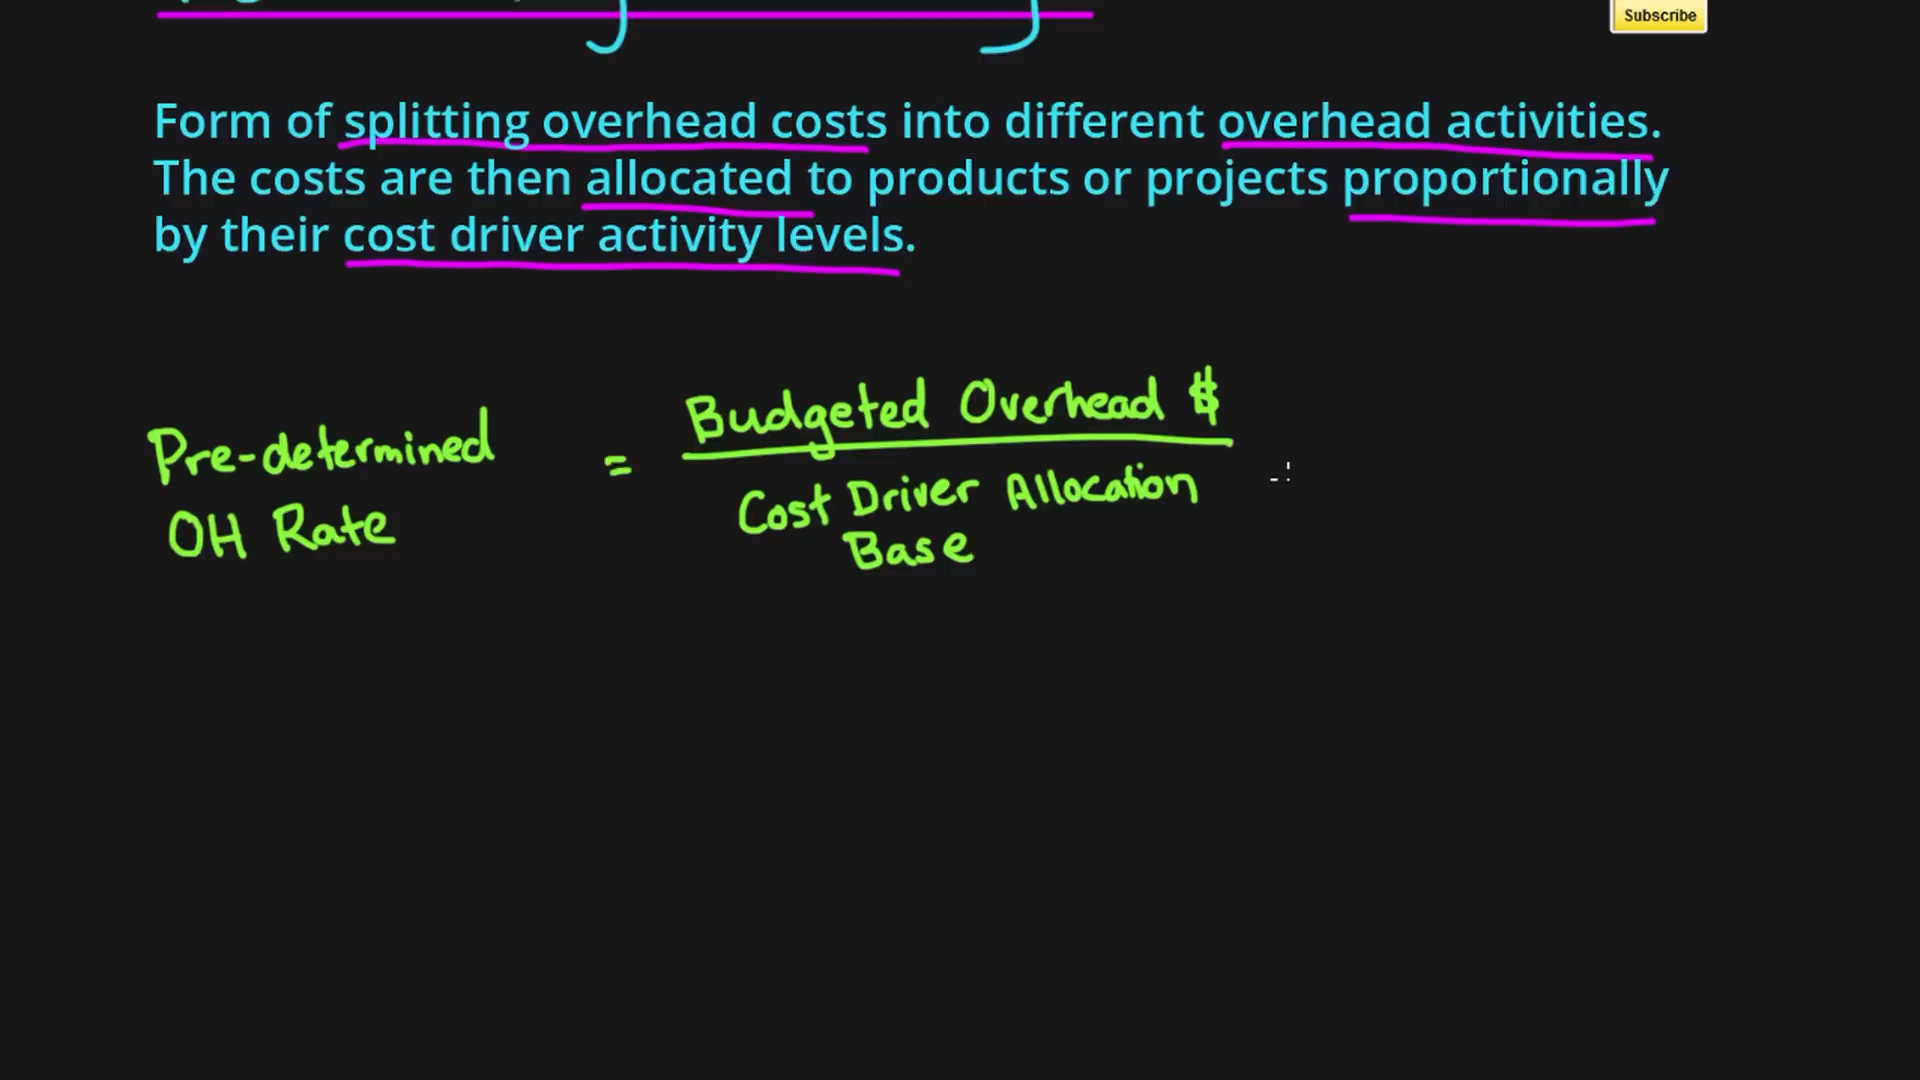 Subscribe
Form of splitting overhead costs into different overhead activities.
The costs are then allocated to products or projects proportionally
by their cost driver activity levels.
Pre-determined
OH Rate
=
Budgeted Overhead $
Cost Driver Allocation
Base